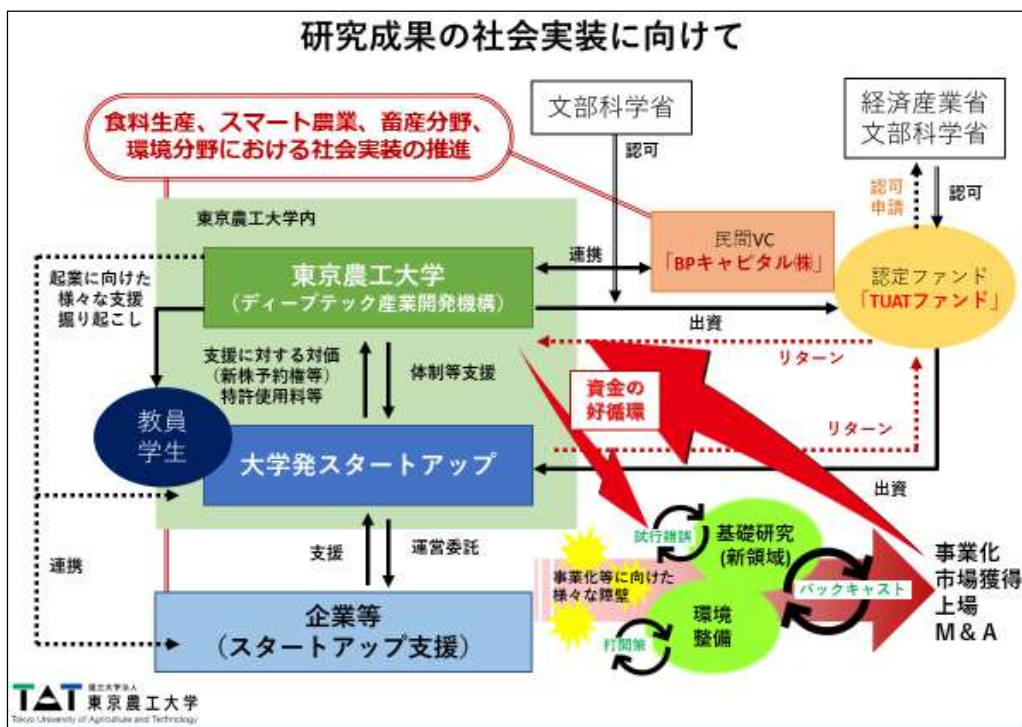 研究成果の社会実装に向けて
食料生産、スマート農業、畜産分野、
環境分野における社会実装の推進
文部科学省
経済産業省
文部科学省
認可
認可
申請
認可
東京農工大学内
民間VC
「BPキャピタル㈱」
認定ファンド
「TUATファンド」
連携
東京農工大学
（ディープテック産業開発機構）
起業に向けた
様々な支援
掘り起こし
出資
リターン
支援に対する対価
（新株予約権等）
特許使用料等
体制等支援
資金の
好循環
教員
学生
リターン
大学発スタートアップ
出資
支援
運営委託
連携
試行錯誤
基礎研究
(新領域)
事業化等に向けた
様々な障壁
バックキャスト
事業化
市場獲得
上場
M & A
企業等
（スタートアップ支援）
環境
整備
打開策
TAT
国立大学法人
東京農工大学
Tokyo University of Agriculture and Technology